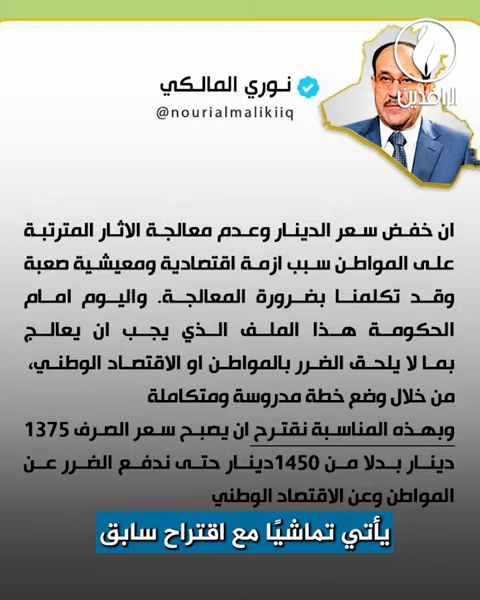 الرافدين
نوري المالكي
@nourialmalikiiq
ان خفض سعر الدينار وعدم معالجة الاثار المترتبة
على المواطن سبب ازمة اقتصادية ومعيشية صعبة
وقد تكلمنا بضرورة المعالجة. واليوم امام
الحكومة هذا الملف الذي يجب ان يعالج
بما لا يلحق الضرر بالمواطن او الاقتصاد الوطني،
من خلال وضع خطة مدروسة ومتكاملة
وبهذه المناسبة نقترح ان يصبح سعر الصرف 1375
دينار بدلا من 1450دينار حتى ندفع الضرر عن
المواطن وعن الاقتصاد الوطني
يأتي تماشيًا مع اقتراح سابق